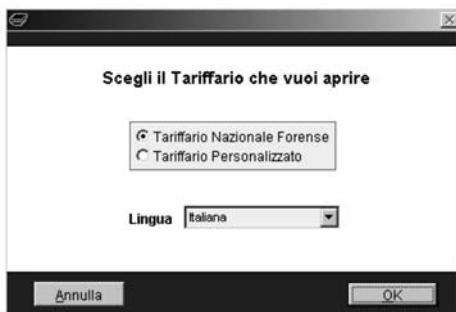 Scegli il Tariffario che vuoi aprire
Tariffario Nazionale Forense
Tariffario Personalizzato
Lingua Italiana
Annulla OK